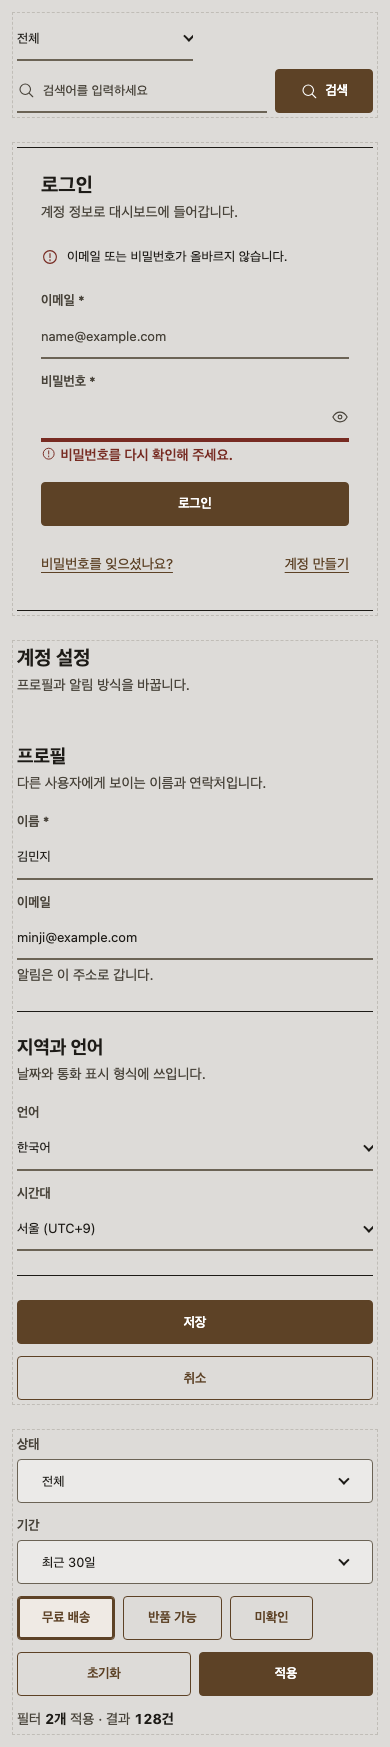 전체
검색어를 입력하세요
검색
로그인
계정 정보로 대시보드에 들어갑니다.
이메일 또는 비밀번호가 올바르지 않습니다.
이메일 *
name@example.com
비밀번호 *
비밀번호를 다시 확인해 주세요.
로그인
비밀번호를 잊으셨나요?
계정 만들기
계정 설정
프로필과 알림 방식을 바꿉니다.
프로필
다른 사용자에게 보이는 이름과 연락처입니다.
이름 *
김민지
이메일
minji@example.com
알림은 이 주소로 갑니다.
지역과 언어
날짜와 통화 표시 형식에 쓰입니다.
언어
한국어
시간대
서울 (UTC+9)
저장
취소
상태
전체
기간
최근 30일
무료 배송
반품 가능
미확인
초기화
적용
필터 2개 적용 · 결과 128건